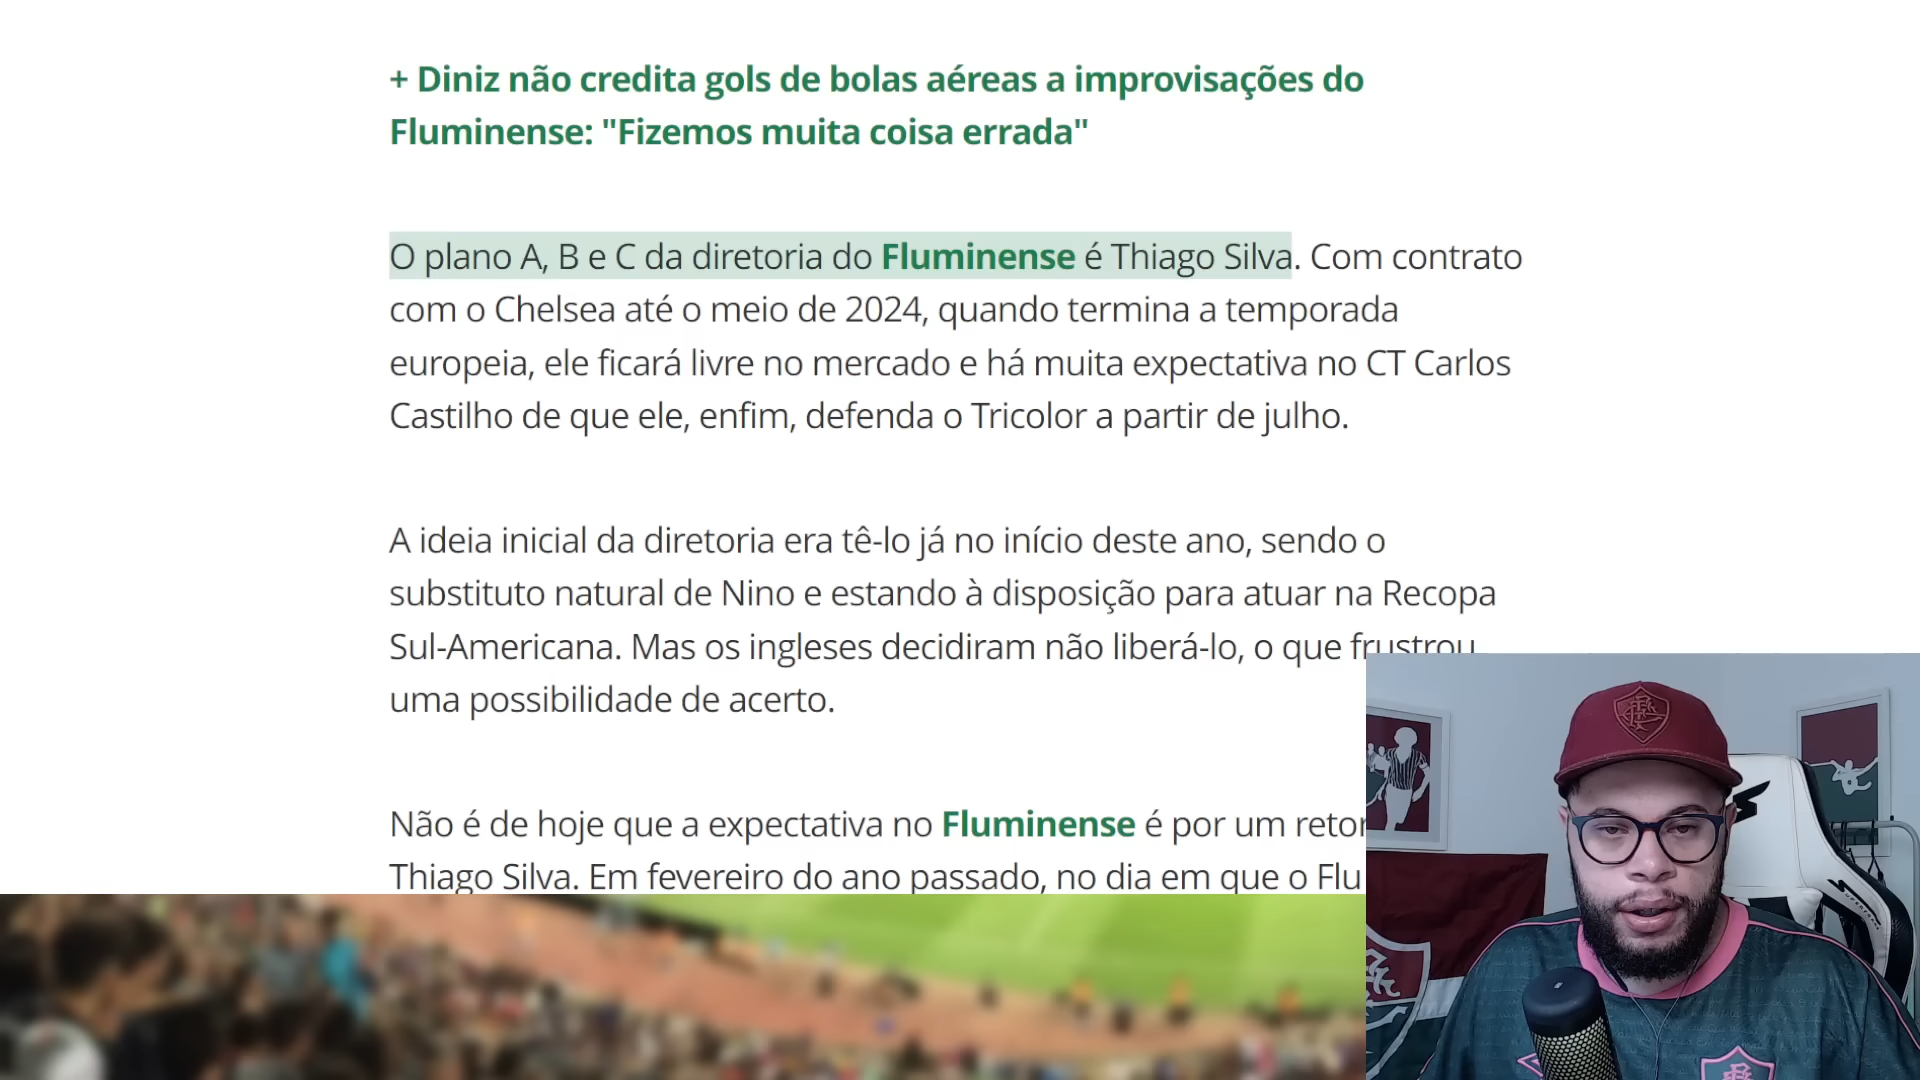 + Diniz não credita gols de bolas aéreas a improvisações do
Fluminense: "Fizemos muita coisa errada"
O plano A, B e C da diretoria do Fluminense é Thiago Silva. Com contrato
com o Chelsea até o meio de 2024, quando termina a temporada
europeia, ele ficará livre no mercado e há muita expectativa no CT Carlos
Castilho de que ele, enfim, defenda o Tricolor a partir de julho.
A ideia inicial da diretoria era tê-lo já no início deste ano, sendo o
substituto natural de Nino e estando à disposição para atuar na Recopa
Sul-Americana. Mas os ingleses decidiram não liberá-lo, o que frustrou
uma possibilidade de acerto.
Não é de hoje que a expectativa no Fluminense é por um retor
Thiago Silva. Em fevereiro do ano passado, no dia em que o Flu